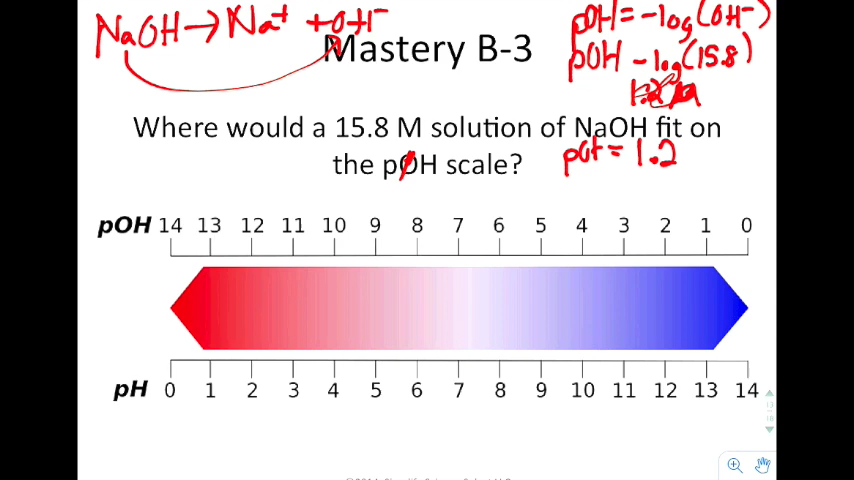 NaOH → Na⁺ + OH⁻
pOH = -log(OH⁻)
Mastery B-3
pOH -log(15.8)
Where would a 15.8 M solution of NaOH fit on
the pOH scale?
pOH = 1.2
pOH 14 13 12 11 10 9 8 7 6 5 4 3 2 1 0
pH 0 1 2 3 4 5 6 7 8 9 10 11 12 13 14